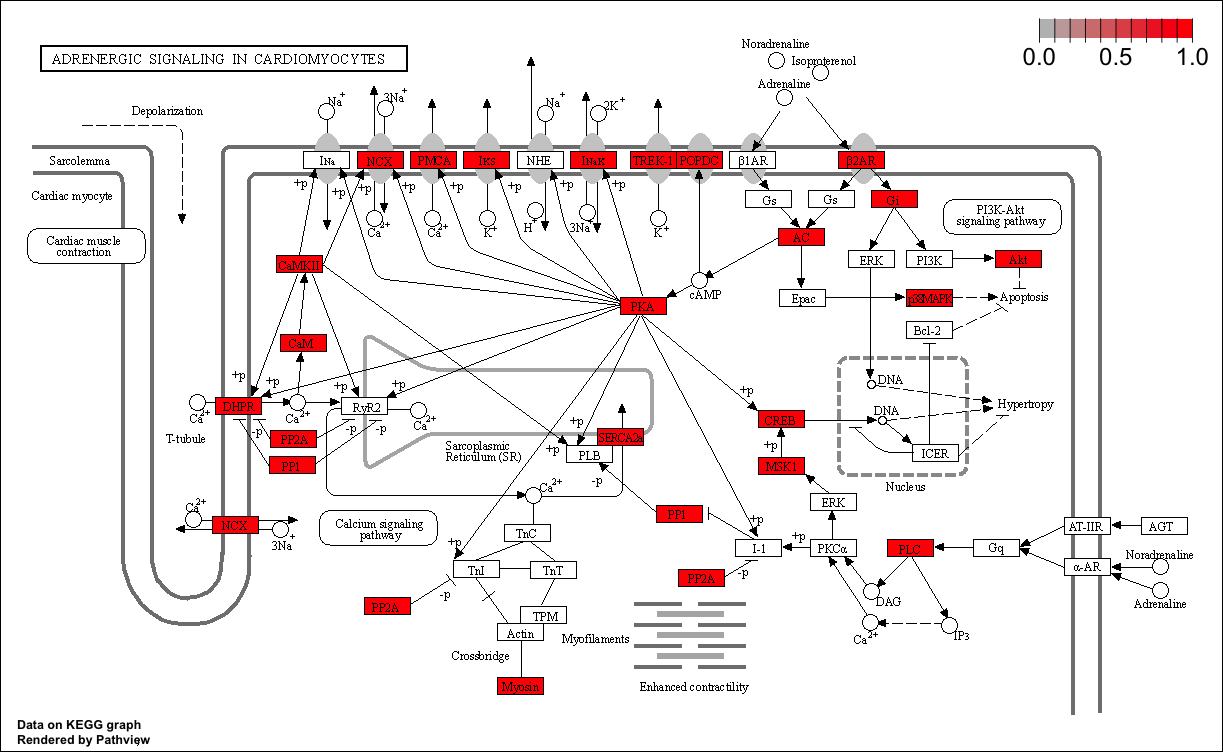 0.0 0.5 1.0
ADRENERGIC SIGNALING IN CARDIOMYOCTES
Noradrenaline
Isoproterenol
Adrenaline
Depolarization
Na+
3Na+
Na+
2K+
Sarcolemma
INa
NCX
PMCA
IKs
NHE
INaK
TREK-1
POPDC
β1AR
β2AR
Cardiac myocyte
+p
+p
+p
+p
+p
+p
+p
Gs
Gs
Gi
PI3K-Akt
signaling pathway
Ca2+
Ca2+
K+
H+
3Na+
K+
Cardiac muscle
contraction
AC
ERK
PI3K
Akt
CaMKII
cAMP
Epac
p38MAPK
Apoptosis
PKA
Bcl-2
CaM
DNA
+p
+p
+p
+p
+p
Hypertropy
Ca2+
DHPR
Ca2+
RyR2
Ca2+
DNA
CREB
T-tubule
-p
PP2A
-p
-p
+p
SERCA2a
+p
Sarcoplasmic
Reticulum (SR)
+p
PLB
ICER
PP1
MSK1
-p
Nucleus
Ca2+
NCX
3Na+
Calcium signaling
pathway
Ca2+
ERK
PP1
+p
AT-IIR
AGT
TnC
+p
I-1
+p
PKCα
PLC
Gq
Noradrenaline
α-AR
TnI
TnT
-p
PP2A
-p
PP2A
DAG
Adrenaline
TPM
Actin
Myofilaments
Ca2+
IP3
Crossbridge
Myosin
Enhanced contractility
Data on KEGG graph
Rendered by Pathview